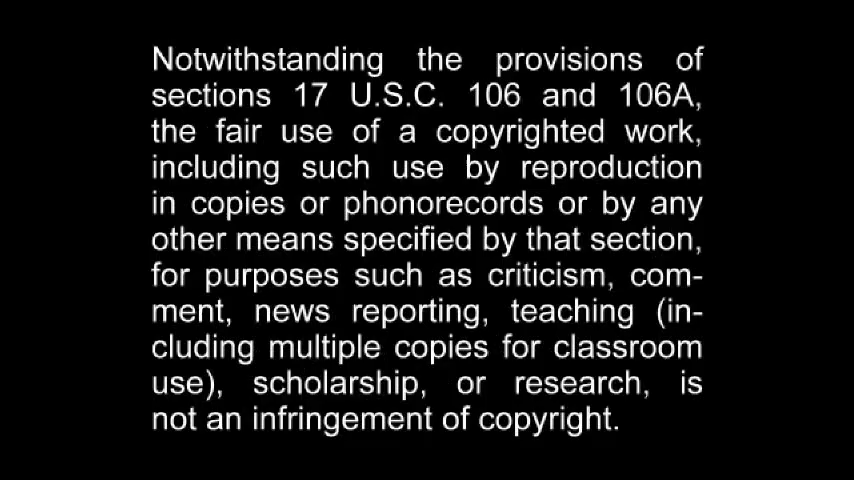 Notwithstanding the provisions of
sections 17 U.S.C. 106 and 106A,
the fair use of a copyrighted work,
including such use by reproduction
in copies or phonorecords or by any
other means specified by that section,
for purposes such as criticism, com-
ment, news reporting, teaching (in-
cluding multiple copies for classroom
use), scholarship, or research, is
not an infringement of copyright.